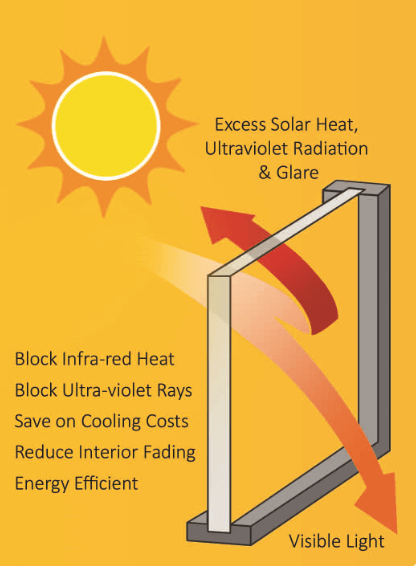 Excess Solar Heat,
Ultraviolet Radiation
& Glare
Block Infra-red Heat
Block Ultra-violet Rays
Save on Cooling Costs
Reduce Interior Fading
Energy Efficient
Visible Light